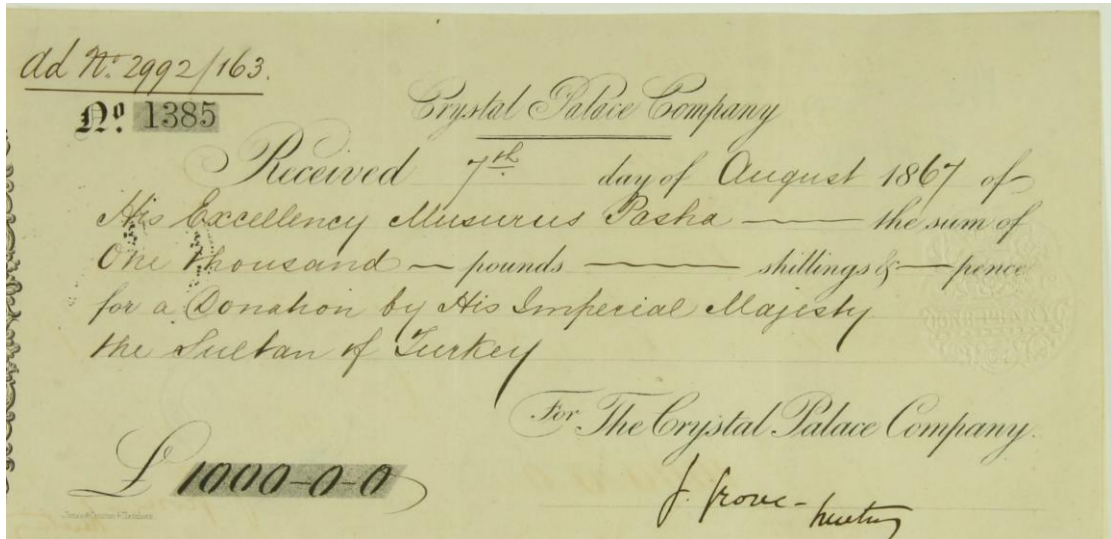 ad No. 2992/163.
No. 1385
Crystal Palace Company
Received 7th day of August 1867 of
His Excellency Musurus Pasha the sum of
One thousand pounds shillings & pence
for a Donation by His Imperial Majesty
the Sultan of Turkey
For The Crystal Palace Company.
£ 1000-0-0
Grove